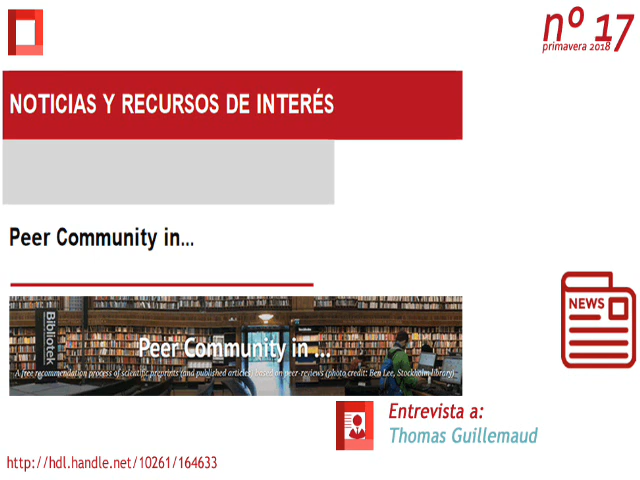 nº 17
primavera 2018
NOTICIAS Y RECURSOS DE INTERÉS
Peer Community in...
NEWS
Bibliotek
Peer Community in ...
A free recommendation process of scientific preprints (and published articles) based on peer-reviews (photo credit: Ben Lee, Stockholm library)
Entrevista a:
Thomas Guillemaud
http://hdl.handle.net/10261/164633